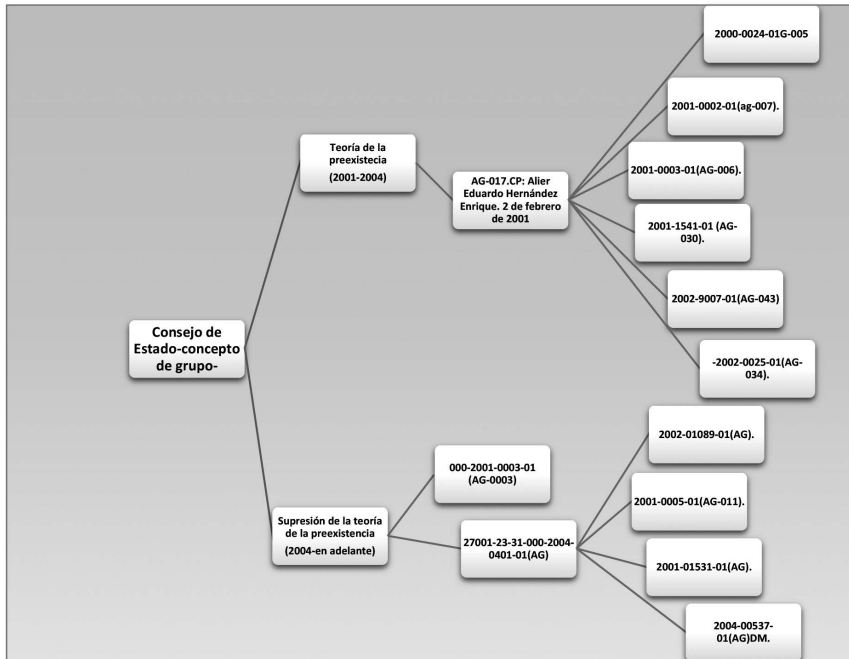 2000-0024-01G-005
2001-0002-01(ag-007).
Teoría de la
preexistecia
(2001-2004)
AG-017.CP: Alier
Eduardo Hernández
Enrique. 2 de febrero
de 2001
2001-0003-01(AG-006).
2001-1541-01 (AG-
030).
2002-9007-01(AG-043)
Consejo de
Estado-concepto
de grupo-
-2002-0025-01(AG-
034).
2002-01089-01(AG).
000-2001-0003-01
(AG-0003)
2001-0005-01(AG-011).
Supresión de la teoría
de la preexistencia
(2004-en adelante)
27001-23-31-000-2004-
0401-01(AG)
2001-01531-01(AG).
2004-00537-
01(AG)DM.